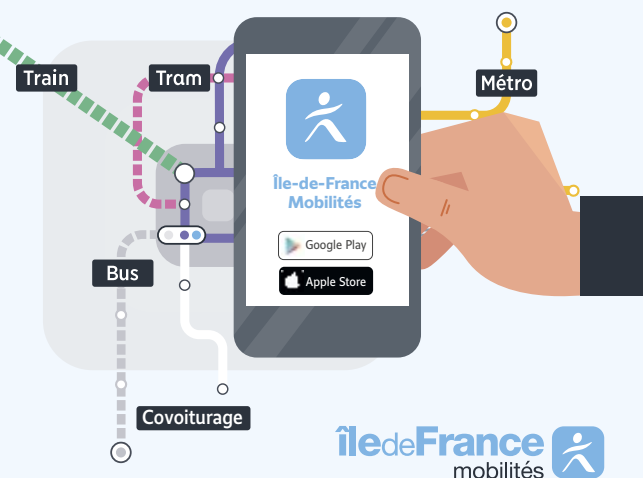 Train
Tram
Métro
Île-de-France
Mobilités
Google Play
Apple Store
Bus
Covoiturage
îledeFrance
mobilités